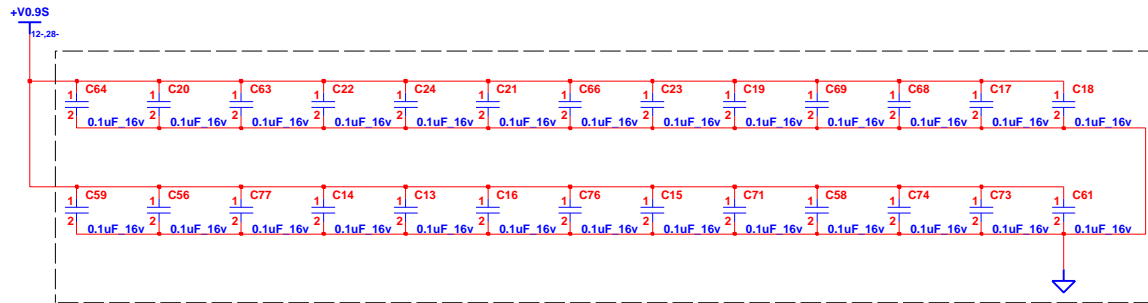 +V0.9S
12-,28-
C64 C20 C63 C22 C24 C21 C66 C23 C19 C69 C68 C17 C18
1 1 1 1 1 1 1 1 1 1 1 1 1
2 2 2 2 2 2 2 2 2 2 2 2 2
0.1uF_16v 0.1uF_16v 0.1uF_16v 0.1uF_16v 0.1uF_16v 0.1uF_16v 0.1uF_16v 0.1uF_16v 0.1uF_16v 0.1uF_16v 0.1uF_16v 0.1uF_16v 0.1uF_16v
C59 C56 C77 C14 C13 C16 C76 C15 C71 C58 C74 C73 C61
1 1 1 1 1 1 1 1 1 1 1 1 1
2 2 2 2 2 2 2 2 2 2 2 2 2
0.1uF_16v 0.1uF_16v 0.1uF_16v 0.1uF_16v 0.1uF_16v 0.1uF_16v 0.1uF_16v 0.1uF_16v 0.1uF_16v 0.1uF_16v 0.1uF_16v 0.1uF_16v 0.1uF_16v